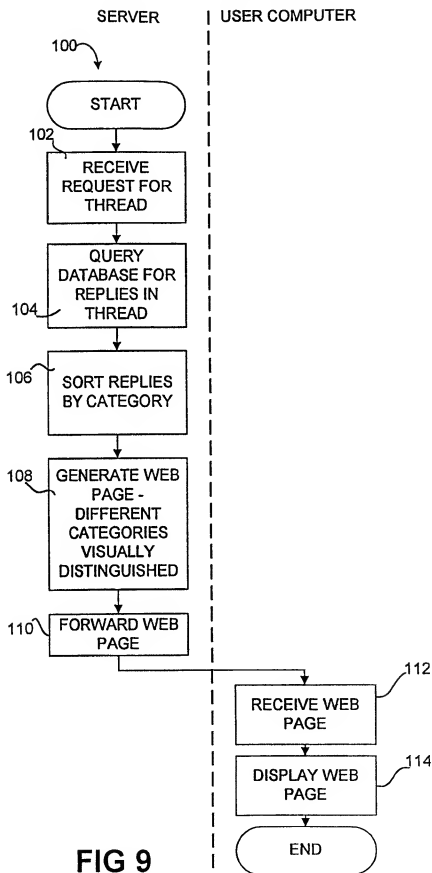 SERVER
USER COMPUTER
100
START
102
RECEIVE
REQUEST FOR
THREAD
QUERY
DATABASE FOR
REPLIES IN
THREAD
104
106
SORT REPLIES
BY CATEGORY
108
GENERATE WEB
PAGE -
DIFFERENT
CATEGORIES
VISUALLY
DISTINGUISHED
110
FORWARD WEB
PAGE
112
RECEIVE WEB
PAGE
114
DISPLAY WEB
PAGE
END
FIG 9